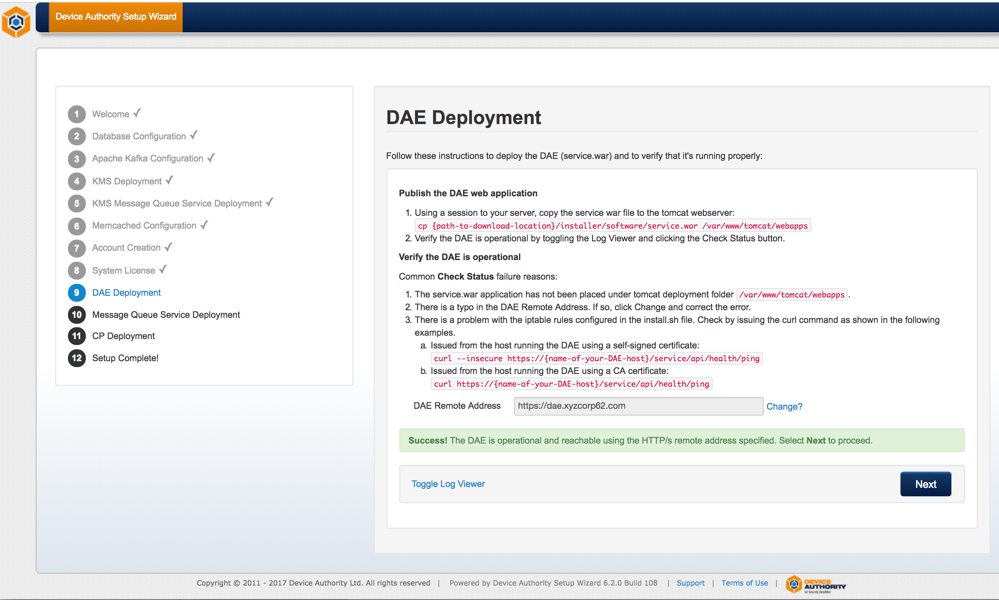 Device Authority Setup Wizard
1 Welcome ✓
2 Database Configuration ✓
3 Apache Kafka Configuration ✓
4 KMS Deployment ✓
5 KMS Message Queue Service Deployment ✓
6 Memcached Configuration ✓
7 Account Creation ✓
8 System License ✓
9 DAE Deployment
10 Message Queue Service Deployment
11 CP Deployment
12 Setup Complete!
DAE Deployment
Follow these instructions to deploy the DAE (service.war) and to verify that it's running properly:
Publish the DAE web application
1. Using a session to your server, copy the service war file to the tomcat webserver:
cp {path-to-download-location}/installer/software/service.war /var/www/tomcat/webapps
2. Verify the DAE is operational by toggling the Log Viewer and clicking the Check Status button.
Verify the DAE is operational
Common Check Status failure reasons:
1. The service.war application has not been placed under tomcat deployment folder /var/www/tomcat/webapps .
2. There is a typo in the DAE Remote Address. If so, click Change and correct the error.
3. There is a problem with the iptable rules configured in the install.sh file. Check by issuing the curl command as shown in the following
examples.
a. Issued from the host running the DAE using a self-signed certificate:
curl --insecure https://{name-of-your-DAE-host}/service/api/health/ping
b. Issued from the host running the DAE using a CA certificate:
curl https://{name-of-your-DAE-host}/service/api/health/ping
DAE Remote Address https://dae.xyzcorp62.com Change?
Success! The DAE is operational and reachable using the HTTP/s remote address specified. Select Next to proceed.
Toggle Log Viewer Next
Copyright © 2011 - 2017 Device Authority Ltd. All rights reserved | Powered by Device Authority Setup Wizard 6.2.0 Build 108 | Support | Terms of Use |
DEVICE
AUTHORITY
IoT Security Simplified